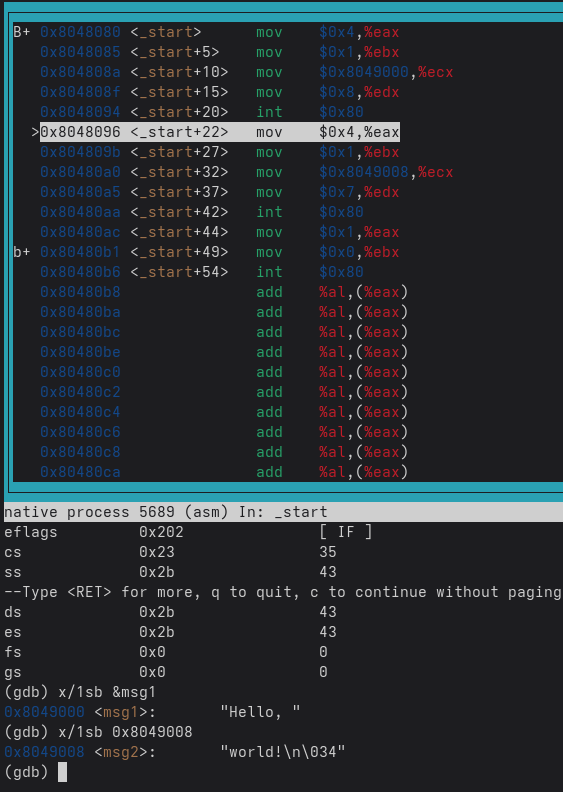 B+ 0x8048080 <_start>      mov    $0x4,%eax
   0x8048085 <_start+5>    mov    $0x1,%ebx
   0x804808a <_start+10>   mov    $0x8049000,%ecx
   0x804808f <_start+15>   mov    $0x8,%edx
   0x8048094 <_start+20>   int    $0x80
  >0x8048096 <_start+22>   mov    $0x4,%eax
   0x804809b <_start+27>   mov    $0x1,%ebx
   0x80480a0 <_start+32>   mov    $0x8049008,%ecx
   0x80480a5 <_start+37>   mov    $0x7,%edx
   0x80480aa <_start+42>   int    $0x80
   0x80480ac <_start+44>   mov    $0x1,%eax
b+ 0x80480b1 <_start+49>   mov    $0x0,%ebx
   0x80480b6 <_start+54>   int    $0x80
   0x80480b8               add    %al,(%eax)
   0x80480ba               add    %al,(%eax)
   0x80480bc               add    %al,(%eax)
   0x80480be               add    %al,(%eax)
   0x80480c0               add    %al,(%eax)
   0x80480c2               add    %al,(%eax)
   0x80480c4               add    %al,(%eax)
   0x80480c6               add    %al,(%eax)
   0x80480c8               add    %al,(%eax)
   0x80480ca               add    %al,(%eax)
native process 5689 (asm) In: _start
eflags         0x202               [ IF ]
cs             0x23                35
ss             0x2b                43
--Type <RET> for more, q to quit, c to continue without paging
ds             0x2b                43
es             0x2b                43
fs             0x0                 0
gs             0x0                 0
(gdb) x/1sb &msg1
0x8049000 <msg1>:       "Hello, "
(gdb) x/1sb 0x8049008
0x8049008 <msg2>:       "world!\n\034"
(gdb)